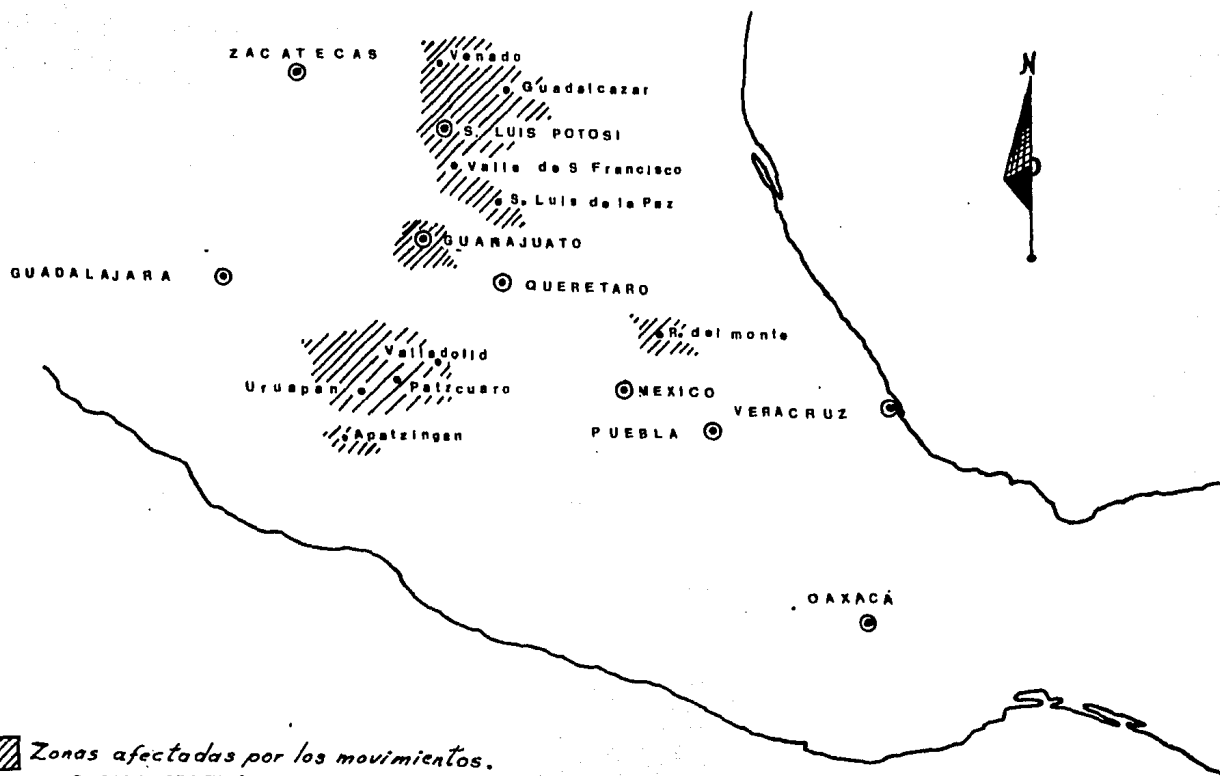 ZACATECAS
Venado
Guadalcazar
S. LUIS POTOSI
Valle de S Francisco
S. Luis de la Paz
GUANAJUATO
GUADALAJARA
QUERETARO
R. del monte
Valladolid
Uruapan
Patzcuaro
MEXICO
VERACRUZ
Apatzingan
PUEBLA
OAXACÁ
N
Zonas afectadas por los movimientos.